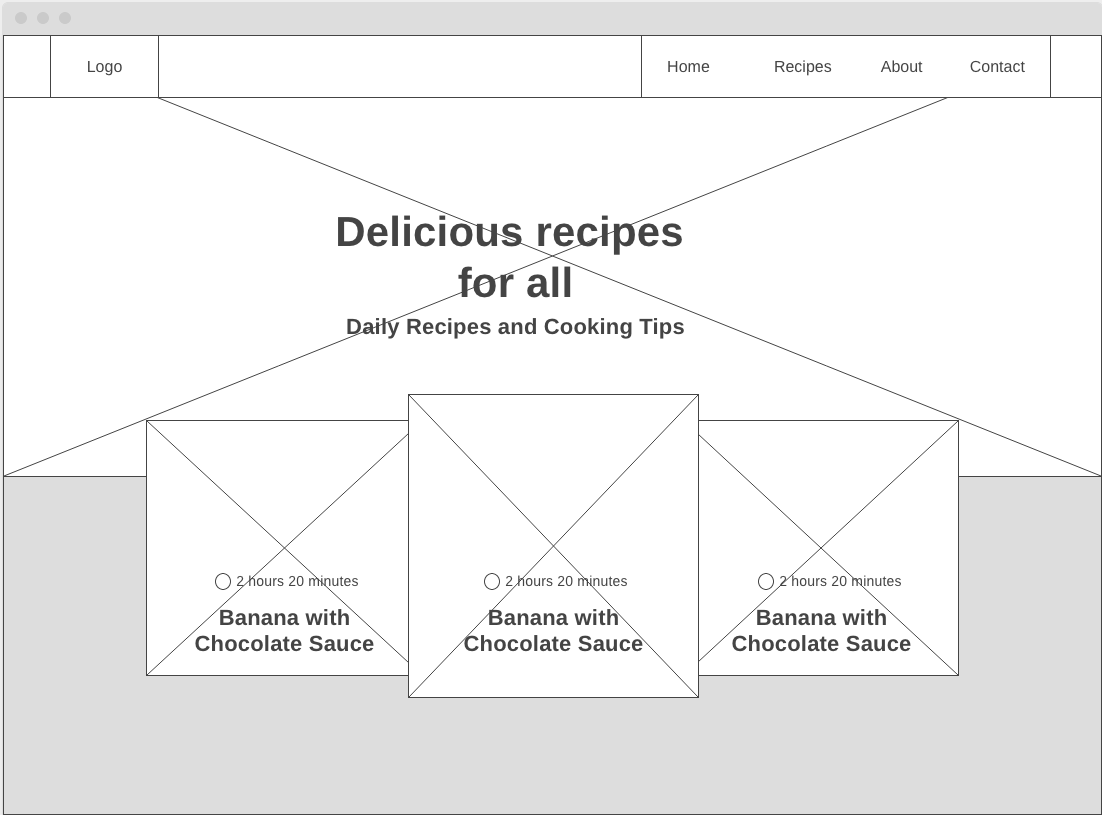 Logo
Home Recipes About Contact
Delicious recipes
for all
Daily Recipes and Cooking Tips
2 hours 20 minutes
Banana with
Chocolate Sauce
2 hours 20 minutes
Banana with
Chocolate Sauce
2 hours 20 minutes
Banana with
Chocolate Sauce